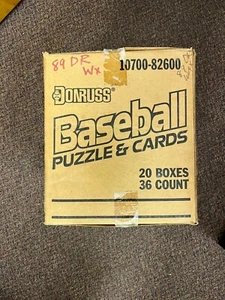 89 DR
WX
10700-82600
DONRUSS
Baseball
PUZZLE & CARDS
20 BOXES
36 COUNT